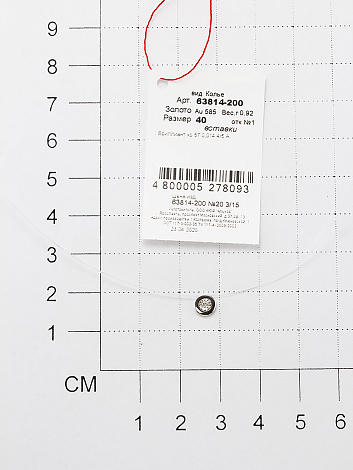 9
8
7
6
5
4
3
2
1
СМ
1 2 3 4 5 6
вид Колье
Арт. 63814-200
Золото Au 585 Вес.г 0,92
Размер 40 отк №1
вставки
4 800005 278093
63814-200 №20 3/15